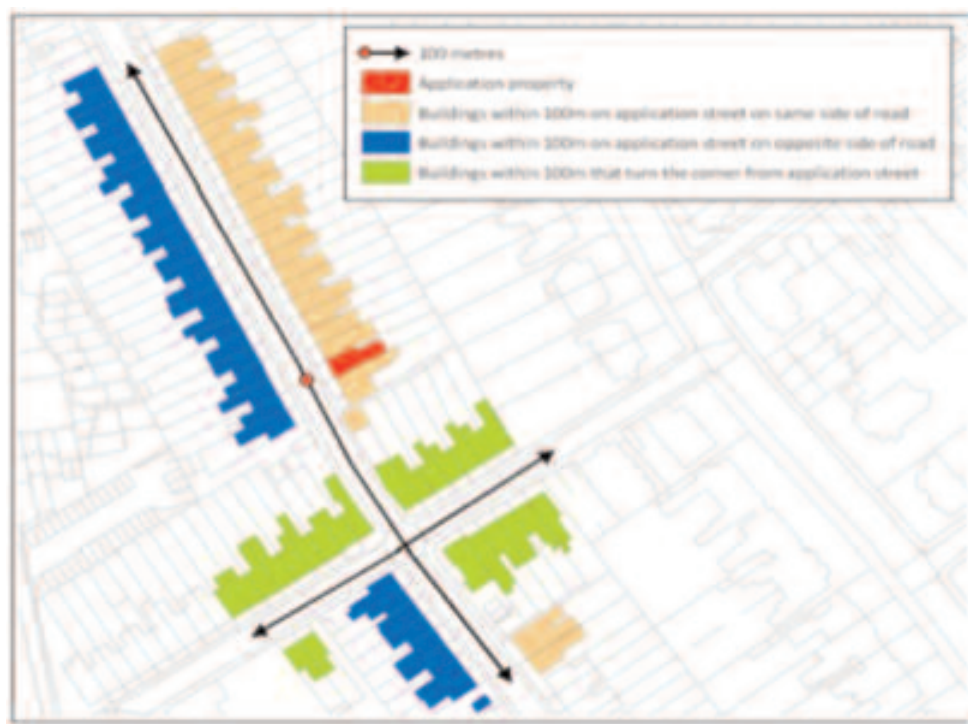 100 metres
Application property
Buildings within 100m on application street on same side of road
Buildings within 100m on application street on opposite side of road
Buildings within 100m that turn the corner from application street